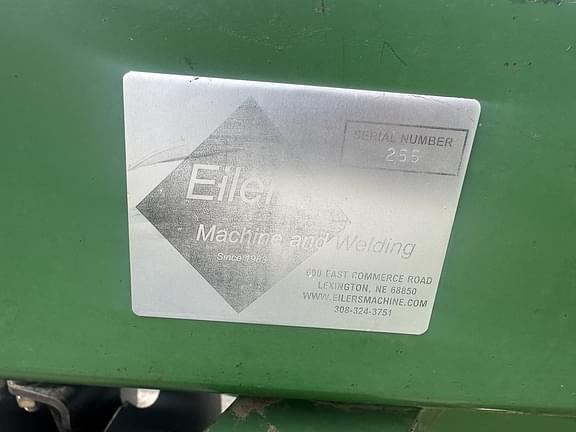 SERIAL NUMBER
255
Eilers
Machine and Welding
Since 1983
LEXINGTON, NE 68850
WWW.EILERSMACHINE.COM
308-324-3751
EAST COMMERCE ROAD